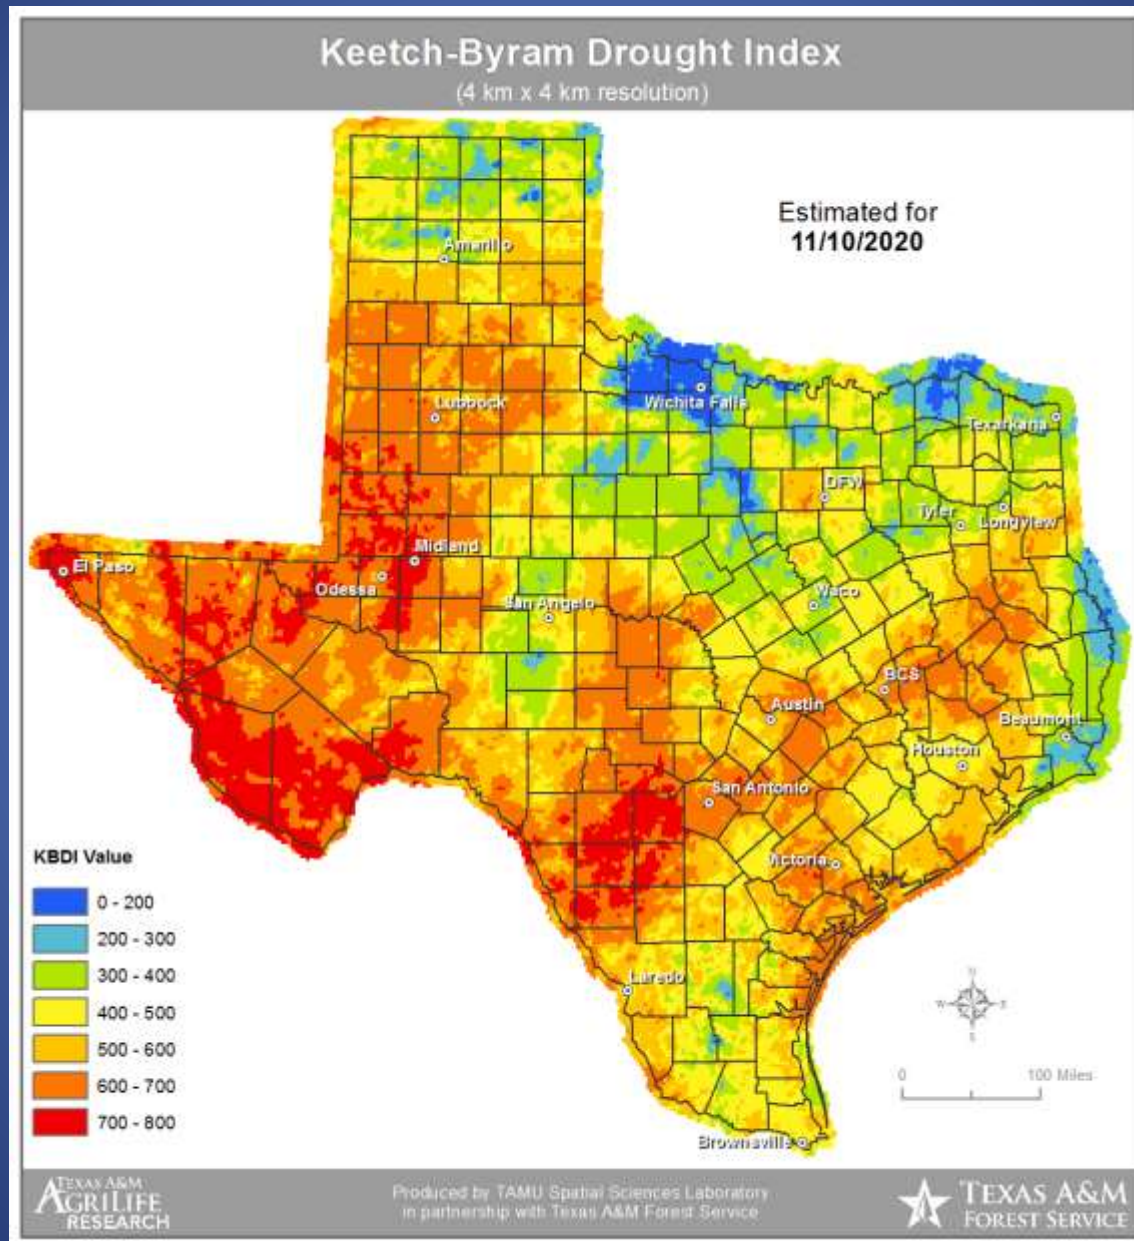 Keetch-Byram Drought Index
(4 km x 4 km resolution)
Estimated for
11/10/2020
Amarillo
Lubbock
Wichita Falls
Texarkana
DFW
Tyler
Longview
El Paso
Midland
Odessa
San Angelo
Waco
BCS
Austin
Beaumont
Houston
San Antonio
Victoria
Laredo
Brownsville
KBDI Value
0 - 200
200 - 300
300 - 400
400 - 500
500 - 600
600 - 700
700 - 800
N
W E
S
0 100 Miles
TEXAS A&M
AGRILIFE
RESEARCH
Produced by TAMU Spatial Sciences Laboratory
in partnership with Texas A&M Forest Service
TEXAS A&M
FOREST SERVICE